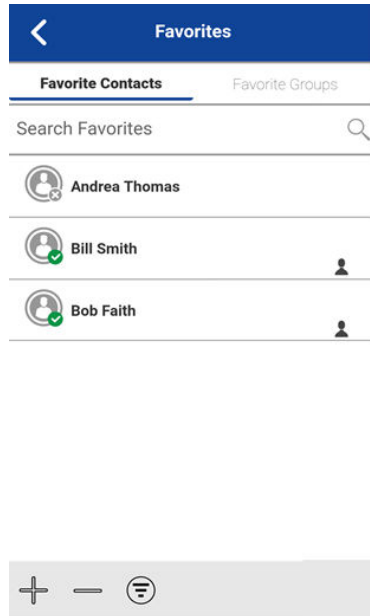 Favorites
Favorite Contacts Favorite Groups
Search Favorites
Andrea Thomas
Bill Smith
Bob Faith